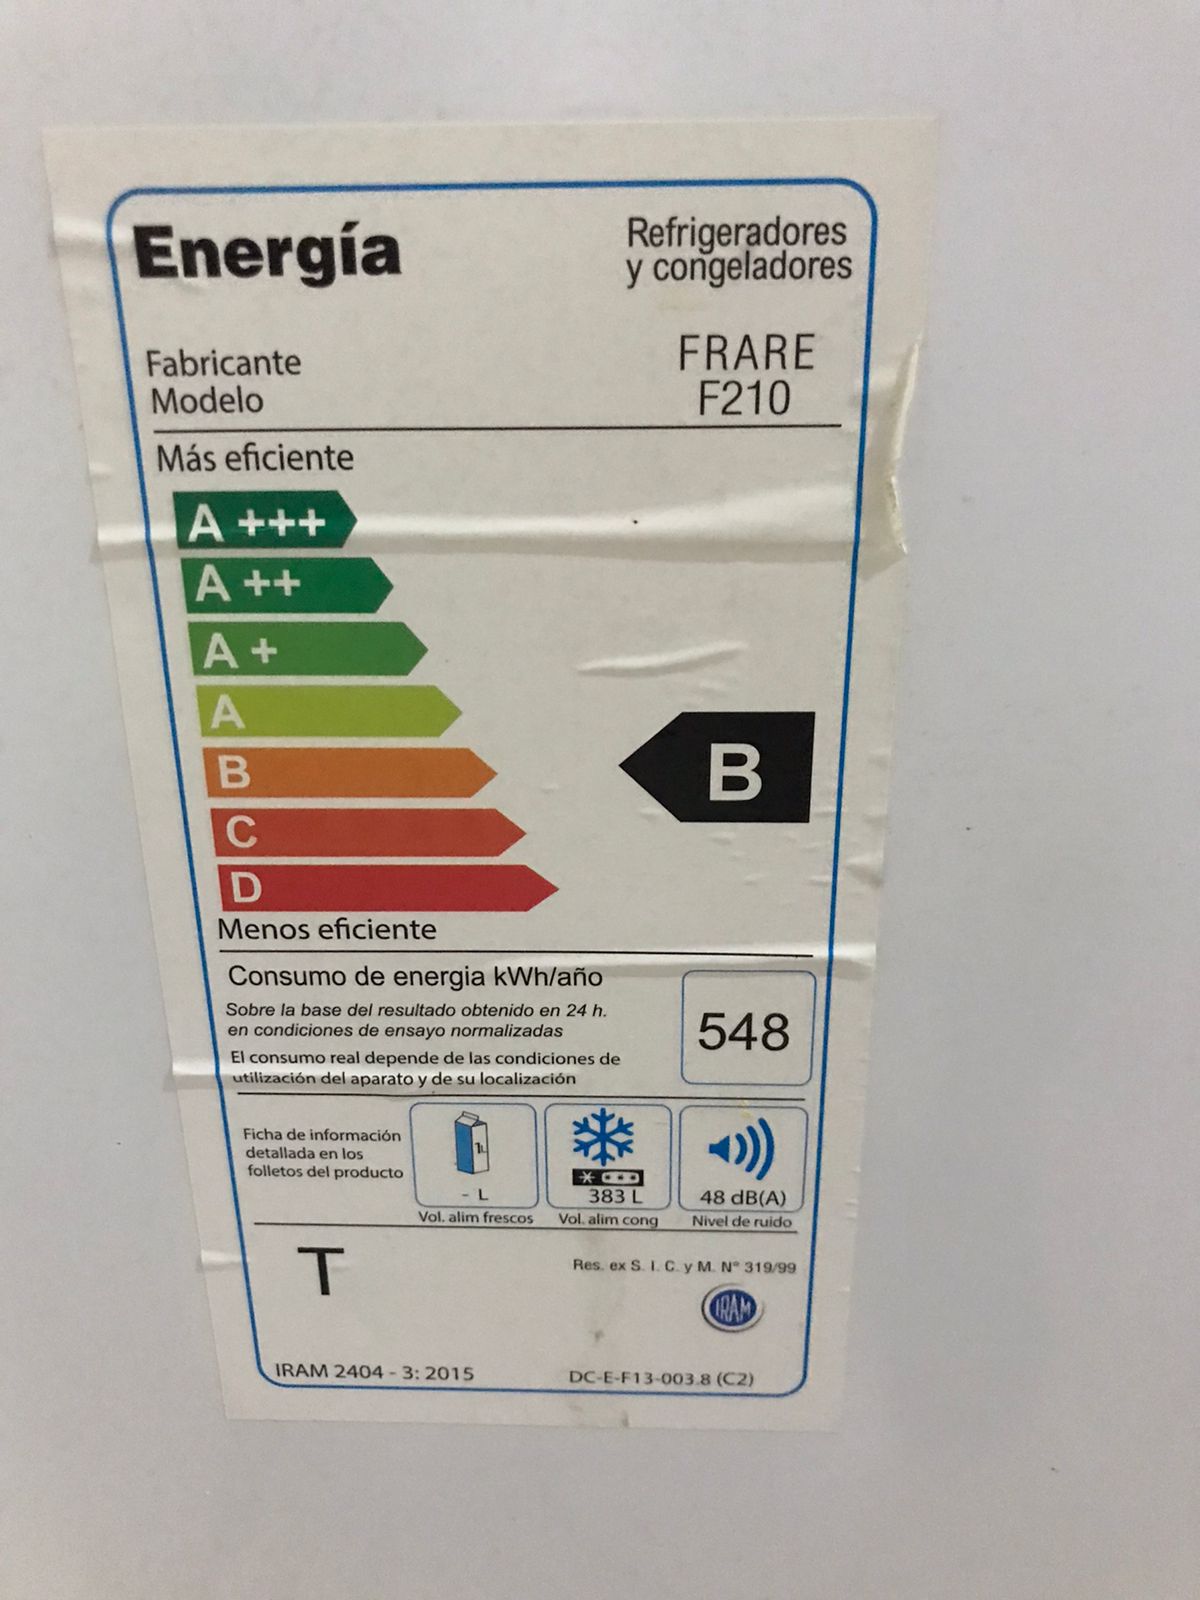 Energía
Refrigeradores
y congeladores
Fabricante
FRARE
Modelo
F210
Más eficiente
A +++
A ++
A +
A
B
B
C
D
Menos eficiente
Consumo de energia kWh/año
Sobre la base del resultado obtenido en 24 h.
en condiciones de ensayo normalizadas
548
El consumo real depende de las condiciones de
utilización del aparato y de su localización
Ficha de información
detallada en los
folletos del producto
1L
- L
Vol. alim frescos
383 L
Vol. alim cong
48 dB(A)
Nivel de ruido
T
Res. ex S. I. C. y M. N° 319/99
IRAM
IRAM 2404 - 3: 2015
DC-E-F13-003.8 (C2)